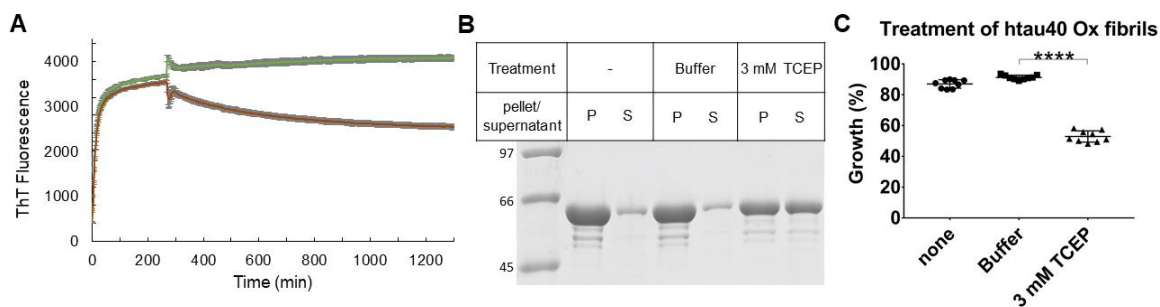 A
ThT Fluorescence
4000
3000
2000
1000
0
0 200 400 600 800 1000 1200
Time (min)
B
Treatment - Buffer 3 mM TCEP
pellet/
supernatant P S P S P S
97
66
45
C
Treatment of htau40 Ox fibrils
****
Growth (%)
100
80
60
40
20
0
none Buffer 3 mM TCEP